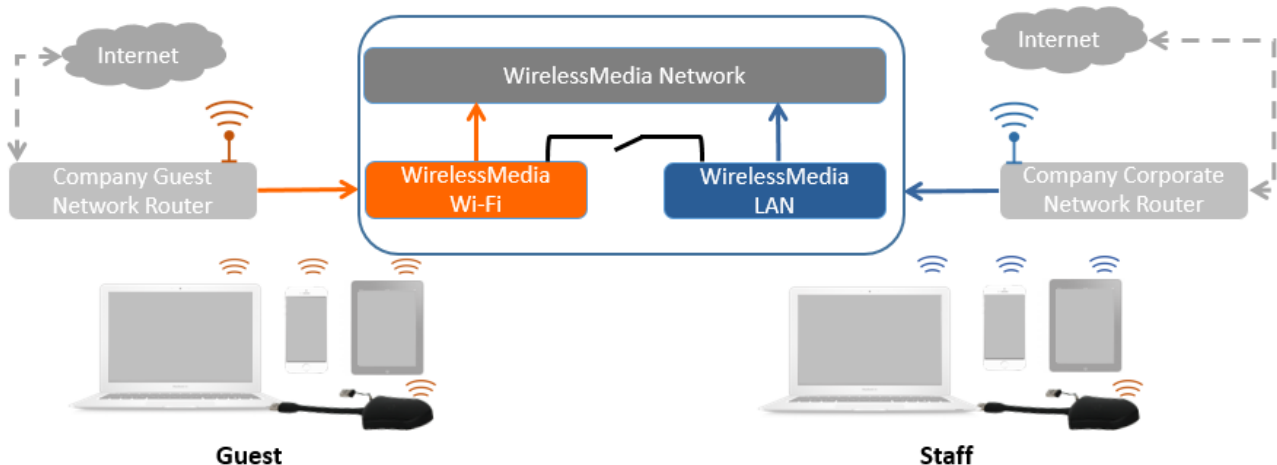 Internet
Internet
WirelessMedia Network
Company Guest
Network Router
WirelessMedia
Wi-Fi
WirelessMedia
LAN
Company Corporate
Network Router
Guest
Staff